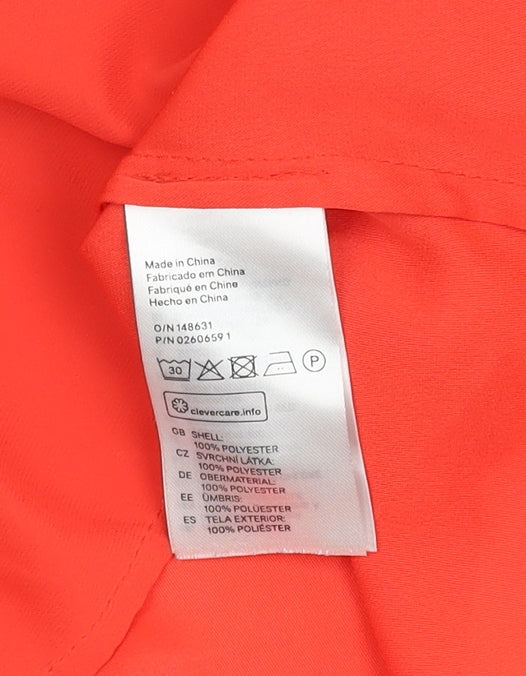 Made in China
Fabricado em China
Fabriqué en Chine
Hecho en China
O/N 148631
P/N 0260659 1
30 P
clevercare.info
GB SHELL:
100% POLYESTER
CZ SVRCHNÍ LÁTKA:
100% POLYESTER
DE OBERMATERIAL:
100% POLYESTER
EE ÜMBRIS:
100% POLÜESTER
ES TELA EXTERIOR:
100% POLIÉSTER